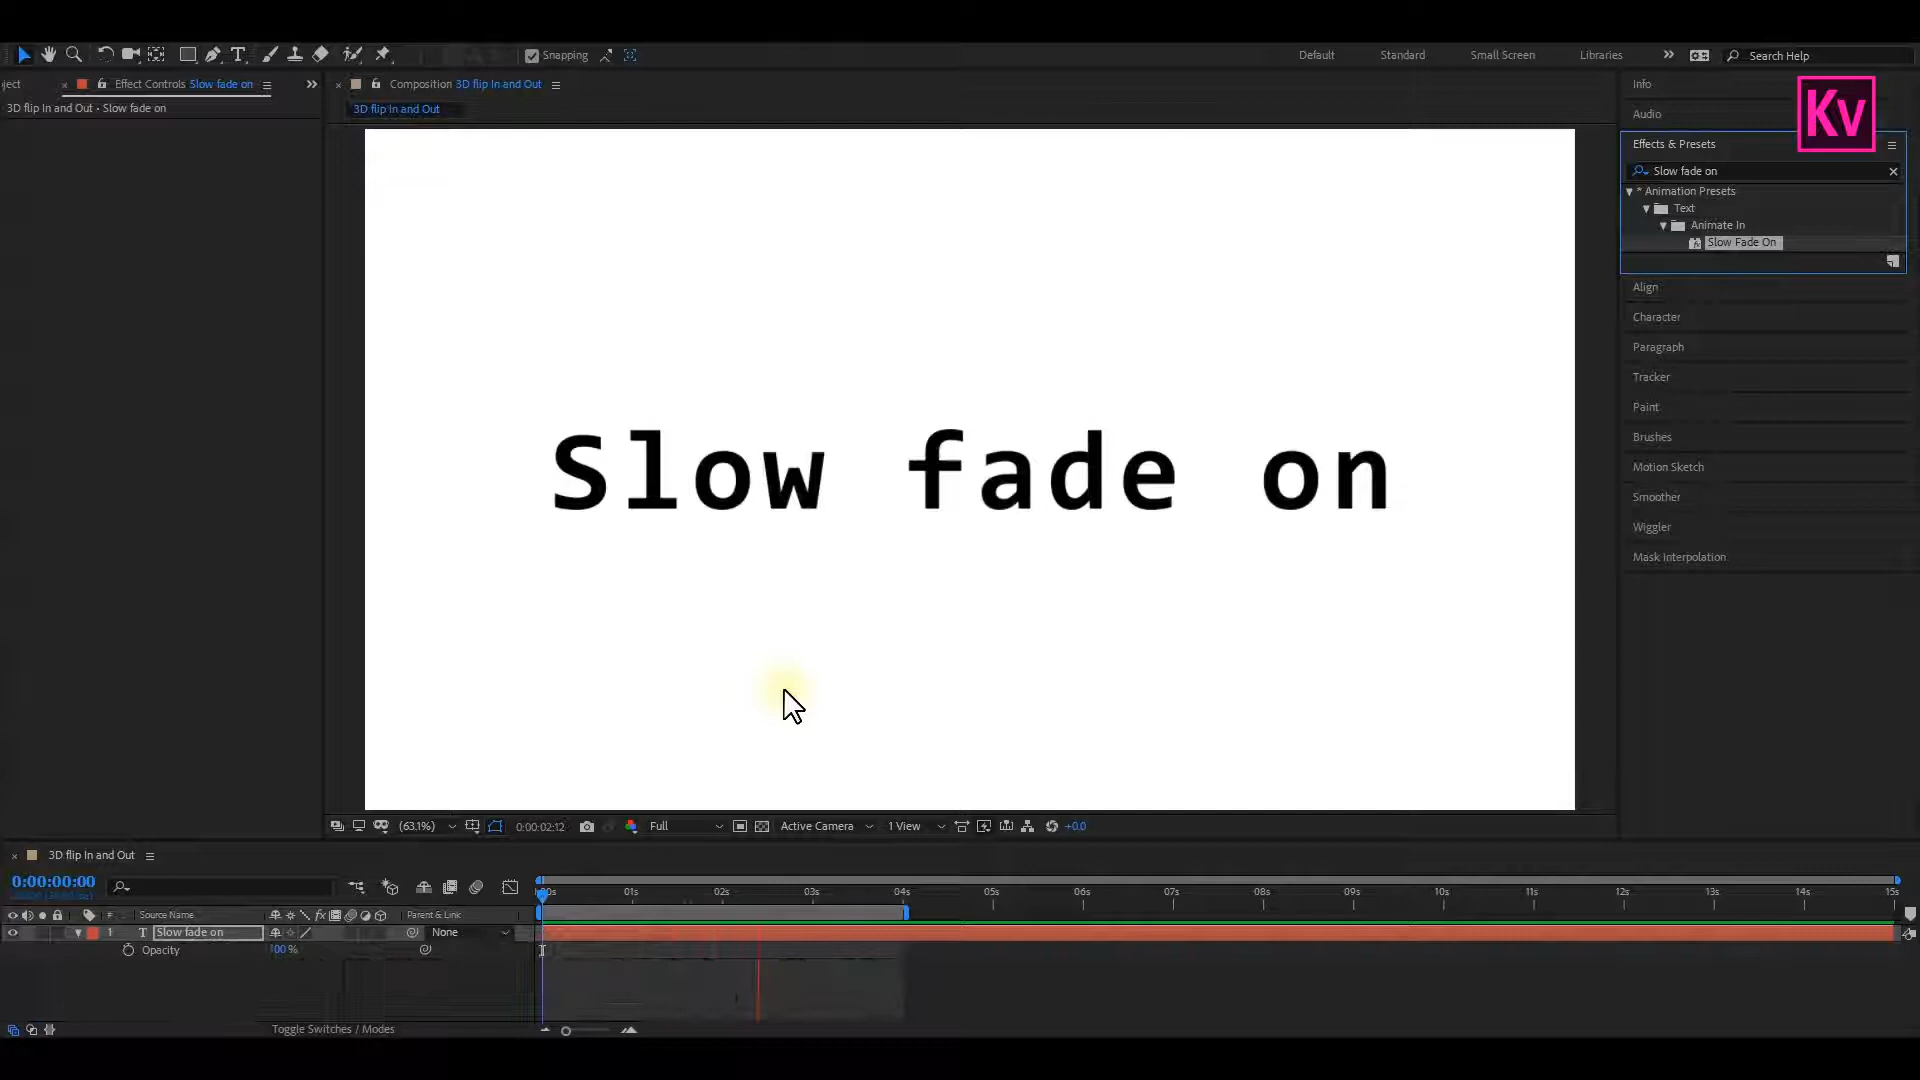 Snapping
Default
Standard
Small Screen
Libraries
Search Help
ject
Effect Controls Slow fade on
Composition 3D flip In and Out
3D flip In and Out • Slow fade on
3D flip In and Out
Info
Audio
Kv
Effects & Presets
Slow fade on
* Animation Presets
Text
Animate In
Slow Fade On
Align
Character
Paragraph
Tracker
Paint
Brushes
Motion Sketch
Smoother
Wiggler
Mask Interpolation
Slow fade on
(63.1%)
0:00:02:12
Full
Active Camera
1 View
+0.0
3D flip In and Out
0:00:00:00
01s 02s 03s 04s 05s 06s 07s 08s 09s 10s 11s 12s 13s 14s 15s
# Source Name
Parent & Link
1 T Slow fade on
None
Opacity
100 %
Toggle Switches / Modes